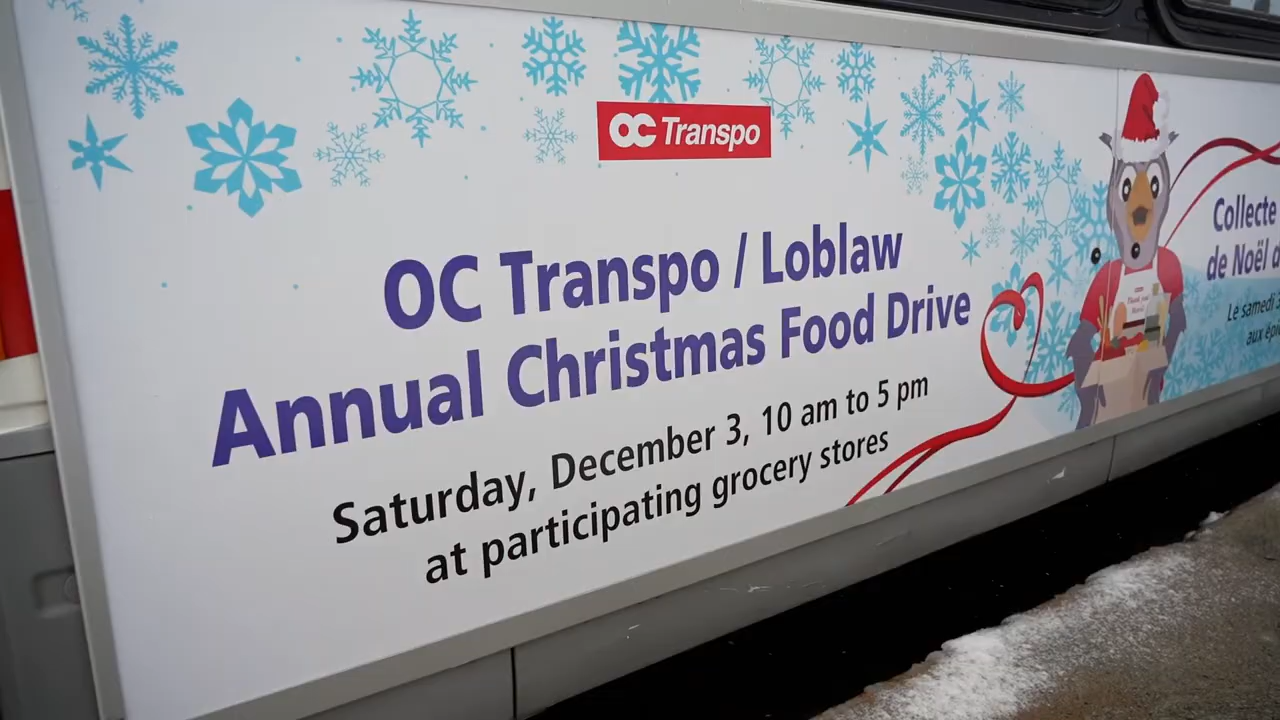 OC Transpo
OC Transpo / Loblaw
Annual Christmas Food Drive
Saturday, December 3, 10 am to 5 pm
at participating grocery stores
Collecte
de Noël
Le samedi
aux